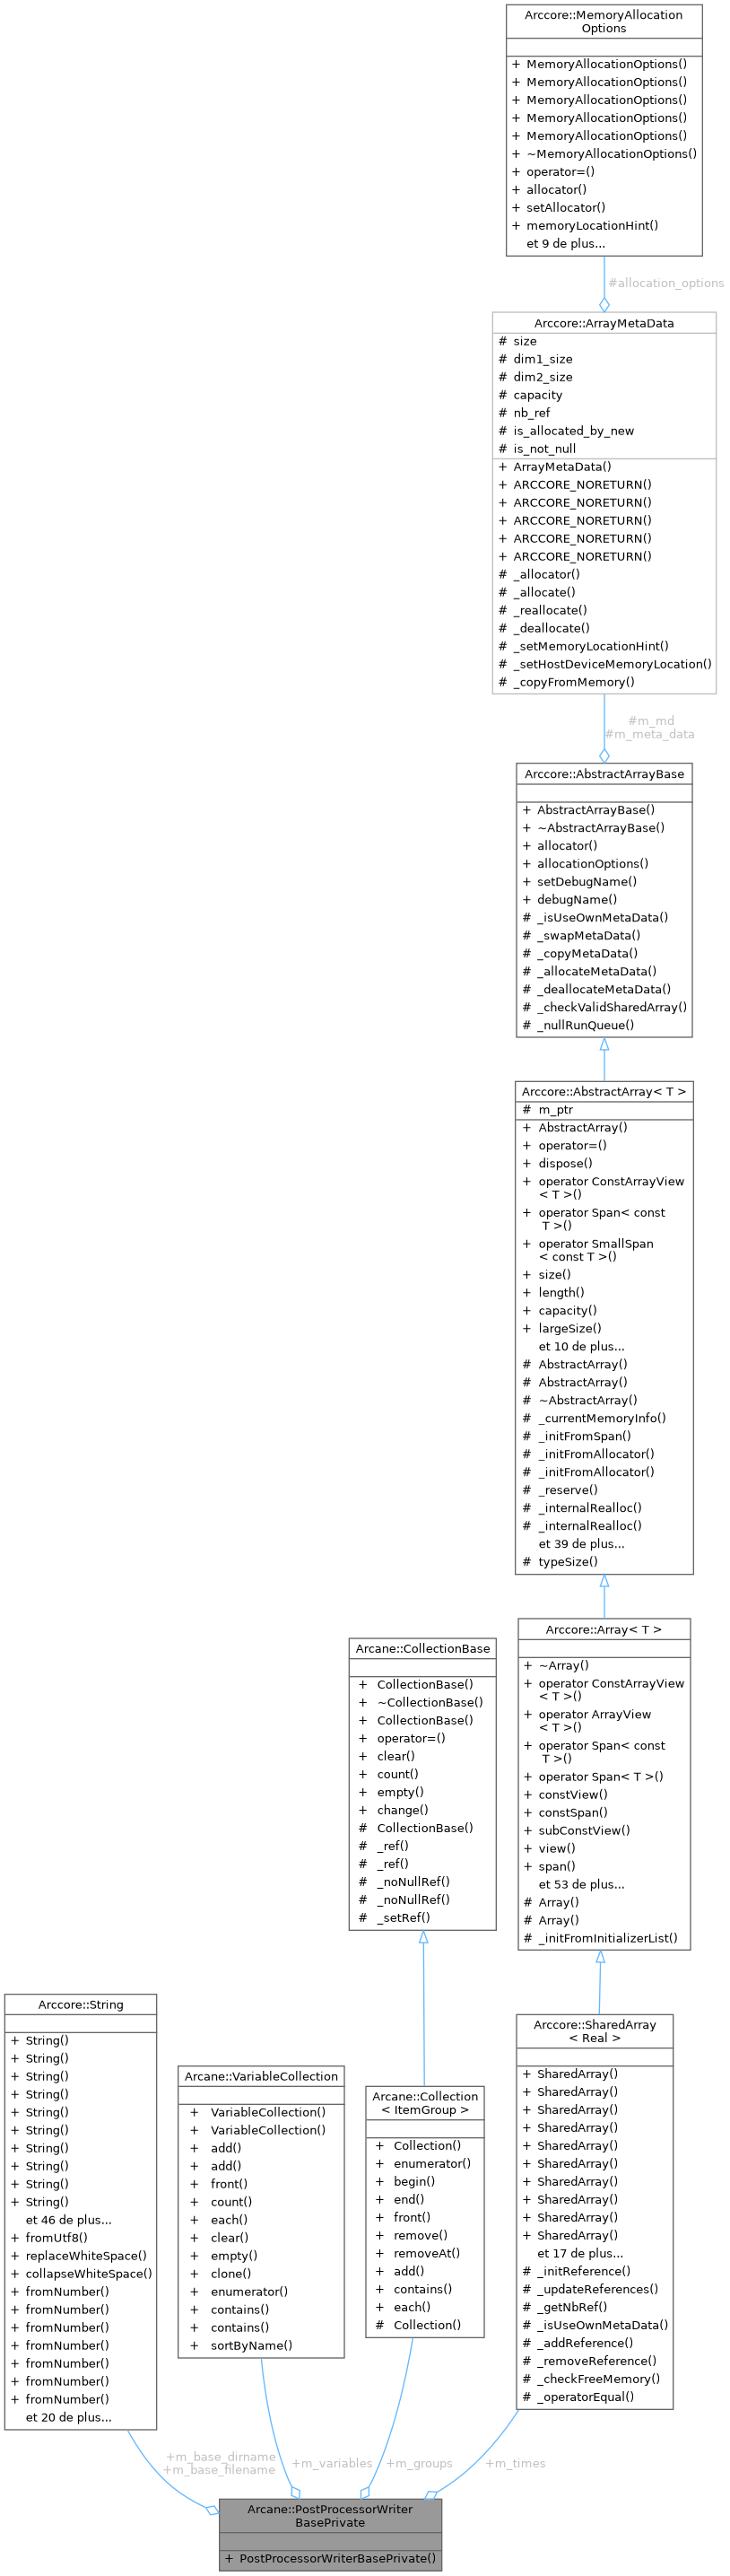 Arccore::MemoryAllocation
Options
+ MemoryAllocationOptions()
+ MemoryAllocationOptions()
+ MemoryAllocationOptions()
+ MemoryAllocationOptions()
+ MemoryAllocationOptions()
+ ~MemoryAllocationOptions()
+ operator=()
+ allocator()
+ setAllocator()
+ memoryLocationHint()
et 9 de plus...
#allocation_options
Arccore::ArrayMetaData
# size
# dim1_size
# dim2_size
# capacity
# nb_ref
# is_allocated_by_new
# is_not_null
+ ArrayMetaData()
+ ARCCORE_NORETURN()
+ ARCCORE_NORETURN()
+ ARCCORE_NORETURN()
+ ARCCORE_NORETURN()
+ ARCCORE_NORETURN()
# _allocator()
# _allocate()
# _reallocate()
# _deallocate()
# _setMemoryLocationHint()
# _setHostDeviceMemoryLocation()
# _copyFromMemory()
#m_md
#m_meta_data
Arccore::AbstractArrayBase
+ AbstractArrayBase()
+ ~AbstractArrayBase()
+ allocator()
+ allocationOptions()
+ setDebugName()
+ debugName()
# _isUseOwnMetaData()
# _swapMetaData()
# _copyMetaData()
# _allocateMetaData()
# _deallocateMetaData()
# _checkValidSharedArray()
# _nullRunQueue()
Arccore::AbstractArray< T >
# m_ptr
+ AbstractArray()
+ operator=()
+ dispose()
+ operator ConstArrayView
< T >()
+ operator Span< const
T >()
+ operator SmallSpan
< const T >()
+ size()
+ length()
+ capacity()
+ largeSize()
et 10 de plus...
# AbstractArray()
# AbstractArray()
# ~AbstractArray()
# _currentMemoryInfo()
# _initFromSpan()
# _initFromAllocator()
# _initFromAllocator()
# _reserve()
# _internalRealloc()
# _internalRealloc()
et 39 de plus...
# typeSize()
Arccore::Array< T >
+ ~Array()
+ operator ConstArrayView
< T >()
+ operator ArrayView
< T >()
+ operator Span< const
T >()
+ operator Span< T >()
+ constView()
+ constSpan()
+ subConstView()
+ view()
+ span()
et 53 de plus...
# Array()
# Array()
# _initFromInitializerList()
Arcane::CollectionBase
+ CollectionBase()
+ ~CollectionBase()
+ CollectionBase()
+ operator=()
+ clear()
+ count()
+ empty()
+ change()
# CollectionBase()
# _ref()
# _ref()
# _noNullRef()
# _noNullRef()
# _setRef()
Arccore::String
+ String()
+ String()
+ String()
+ String()
+ String()
+ String()
+ String()
+ String()
+ String()
+ String()
et 46 de plus...
+ fromUtf8()
+ replaceWhiteSpace()
+ collapseWhiteSpace()
+ fromNumber()
+ fromNumber()
+ fromNumber()
+ fromNumber()
+ fromNumber()
+ fromNumber()
+ fromNumber()
et 20 de plus...
Arcane::VariableCollection
+ VariableCollection()
+ VariableCollection()
+ add()
+ add()
+ front()
+ count()
+ each()
+ clear()
+ empty()
+ clone()
+ enumerator()
+ contains()
+ contains()
+ sortByName()
Arcane::Collection
< ItemGroup >
+ Collection()
+ enumerator()
+ begin()
+ end()
+ front()
+ remove()
+ removeAt()
+ add()
+ contains()
+ each()
# Collection()
Arccore::SharedArray
< Real >
+ SharedArray()
+ SharedArray()
+ SharedArray()
+ SharedArray()
+ SharedArray()
+ SharedArray()
+ SharedArray()
+ SharedArray()
+ SharedArray()
+ SharedArray()
et 17 de plus...
# _initReference()
# _updateReferences()
# _getNbRef()
# _isUseOwnMetaData()
# _addReference()
# _removeReference()
# _checkFreeMemory()
# _operatorEqual()
+m_base_dirname
+m_base_filename
+m_variables
+m_groups
+m_times
Arcane::PostProcessorWriter
BasePrivate
+ PostProcessorWriterBasePrivate()